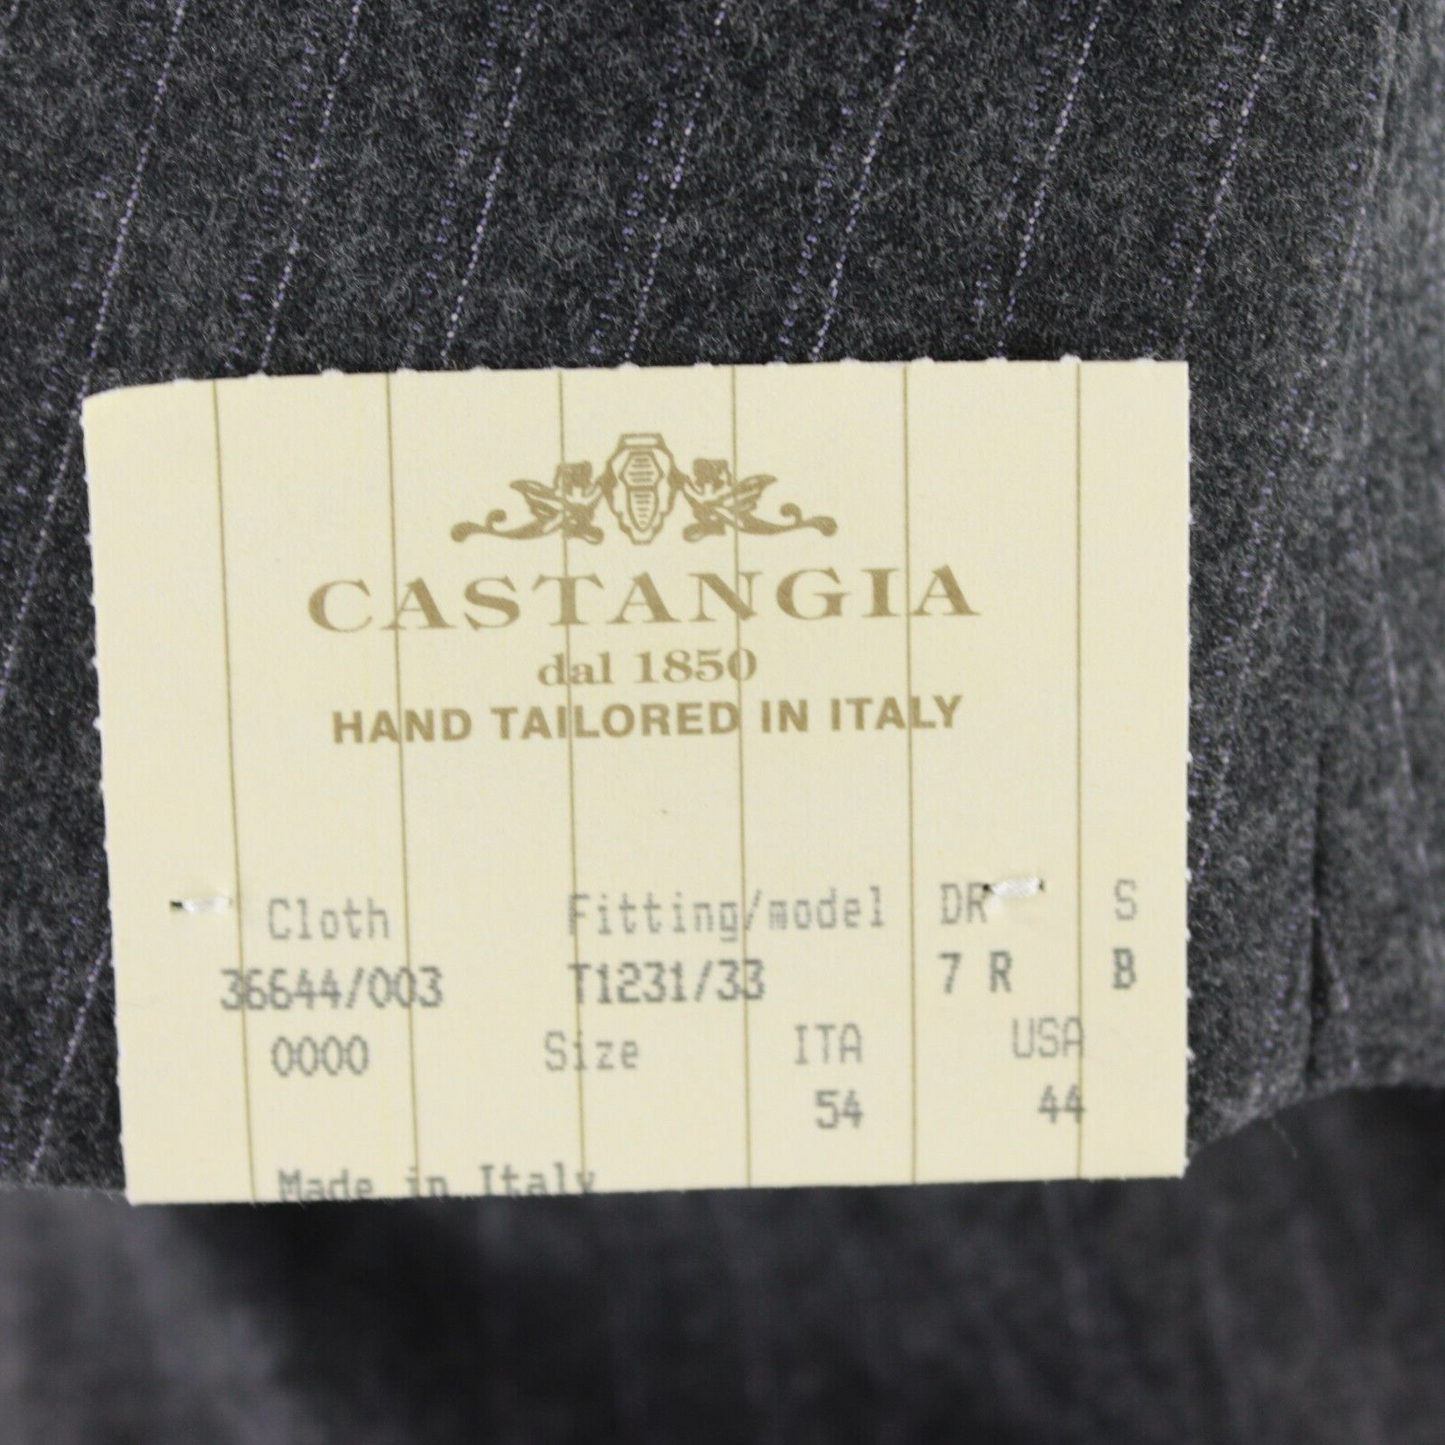 CASTANGIA
dal 1850
HAND TAILORED IN ITALY
Cloth Fitting/model DR S
36644/003 T1231/33 7 R B
0000 Size ITA USA
54 44
Made in Italy